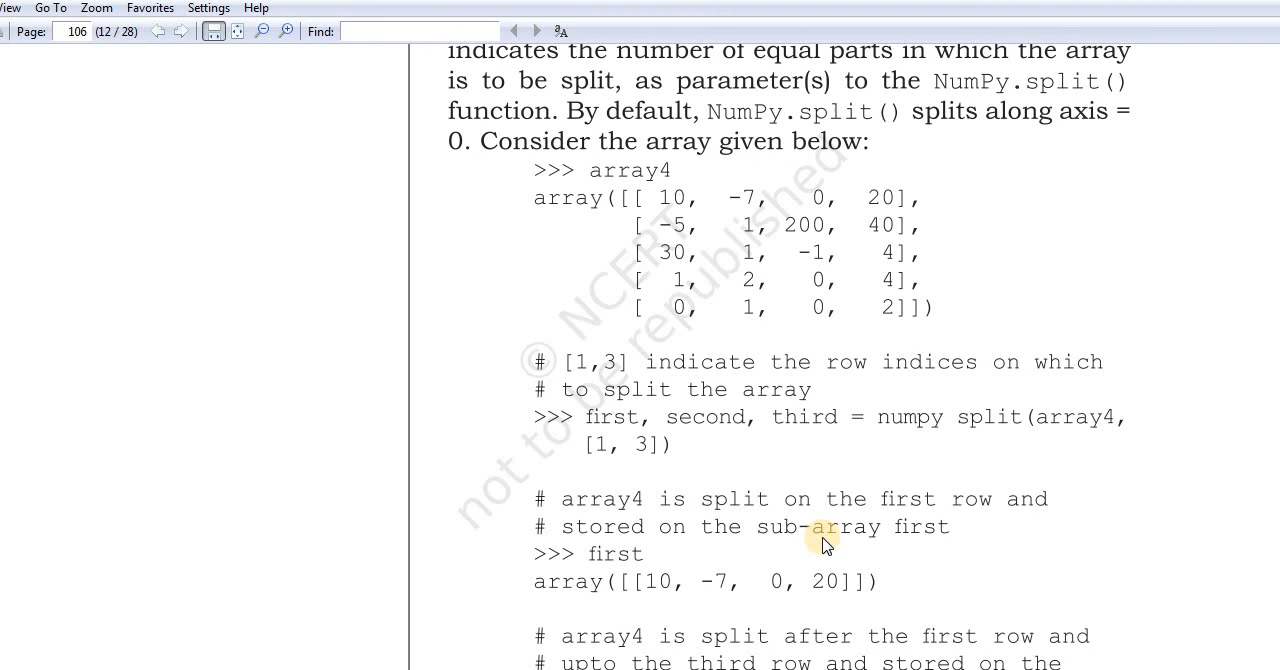 View Go To Zoom Favorites Settings Help
Page: 106 (12 / 28) Find:
indicates the number of equal parts in which the array
is to be split, as parameter(s) to the NumPy.split()
function. By default, NumPy.split() splits along axis =
0. Consider the array given below:
>>> array4
array([[ 10, -7, 0, 20],
[ -5, 1, 200, 40],
[ 30, 1, -1, 4],
[ 1, 2, 0, 4],
[ 0, 1, 0, 2]])
# [1,3] indicate the row indices on which
# to split the array
>>> first, second, third = numpy split(array4,
[1, 3])
# array4 is split on the first row and
# stored on the sub-array first
>>> first
array([[10, -7, 0, 20]])
# array4 is split after the first row and
# upto the third row and stored on the
© NCERT
not to be republished